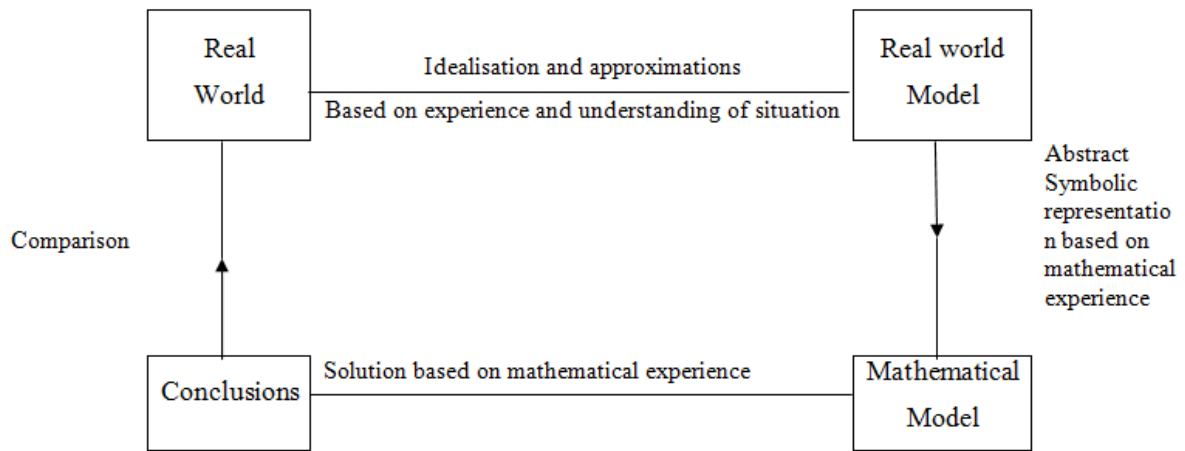 Real
World
Idealisation and approximations
Based on experience and understanding of situation
Real world
Model
Abstract
Symbolic
representatio
n based on
mathematical
experience
Comparison
Conclusions
Solution based on mathematical experience
Mathematical
Model